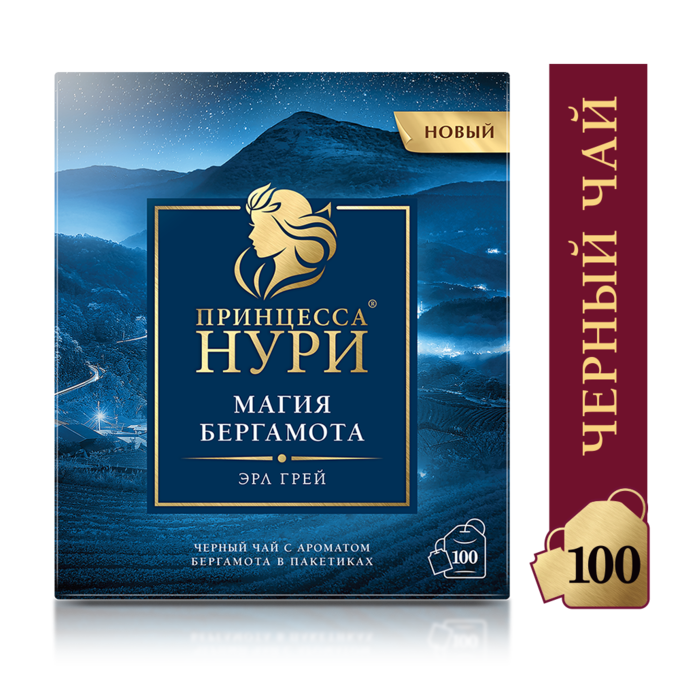 НОВЫЙ
ПРИНЦЕССА®
НУРИ
МАГИЯ
БЕРГАМОТА
ЭРЛ ГРЕЙ
ЧЕРНЫЙ ЧАЙ С АРОМАТОМ
БЕРГАМОТА В ПАКЕТИКАХ
100
ЧЕРНЫЙ ЧАЙ
100